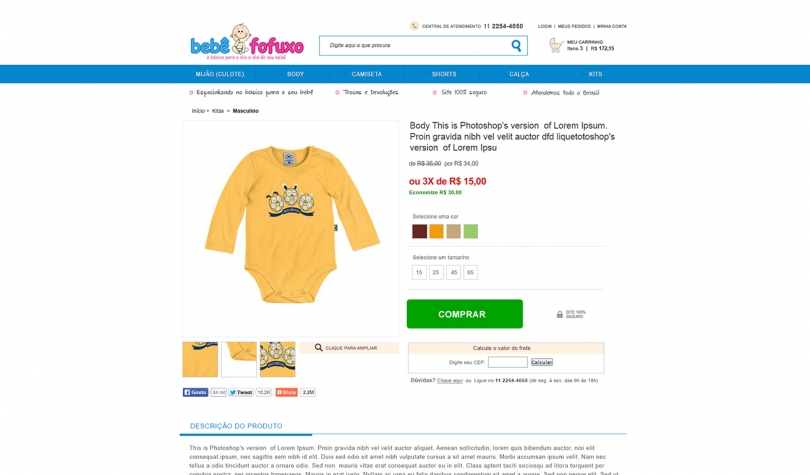 CENTRAL DE ATENDIMENTO 11 2254-4050
LOGIN | MEUS PEDIDOS | MINHA CONTA
bebê fofuxo
o básico para o dia-a-dia de seu bebê
Digite aqui o que procura
MEU CARRINHO
Itens 3 | R$ 172,15
MIJÃO (CULOTE) BODY CAMISETA SHORTS CALÇA KITS
Especializando no básico para o seu bebê Trocas e Devoluções Site 100% seguro Atendemos todo o Brasil
Início > Kitas > Masculino
Body This is Photoshop's version of Lorem Ipsum.
Proin gravida nibh vel velit auctor dfd liquetotoshop's
version of Lorem Ipsu
de R$ 36,00 por R$ 34,00
ou 3X de R$ 15,00
Economize R$ 30,00
Selecione uma cor
Selecione um tamanho
15 25 45 65
COMPRAR
SITE 100%
SEGURO
CLIQUE PARA AMPLIAR
Calcule o valor do frete
Digite seu CEP: Calcular
Dúvidas? Clique aqui ou Ligue no 11 2254-4050 (de seg. à sex. das 9h às 18h)
Gosto 84 mil Tweet 10.2K Share 2.2M
DESCRIÇÃO DO PRODUTO
This is Photoshop's version of Lorem Ipsum. Proin gravida nibh vel velit auctor aliquet. Aenean sollicitudin, lorem quis bibendum auctor, nisi elit
consequat ipsum, nec sagittis sem nibh id elit. Duis sed odio sit amet nibh vulputate cursus a sit amet mauris. Morbi accumsan ipsum velit. Nam nec
tellus a odio tincidunt auctor a ornare odio. Sed non mauris vitae erat consequat auctor eu in elit. Class aptent taciti sociosqu ad litora torquent per